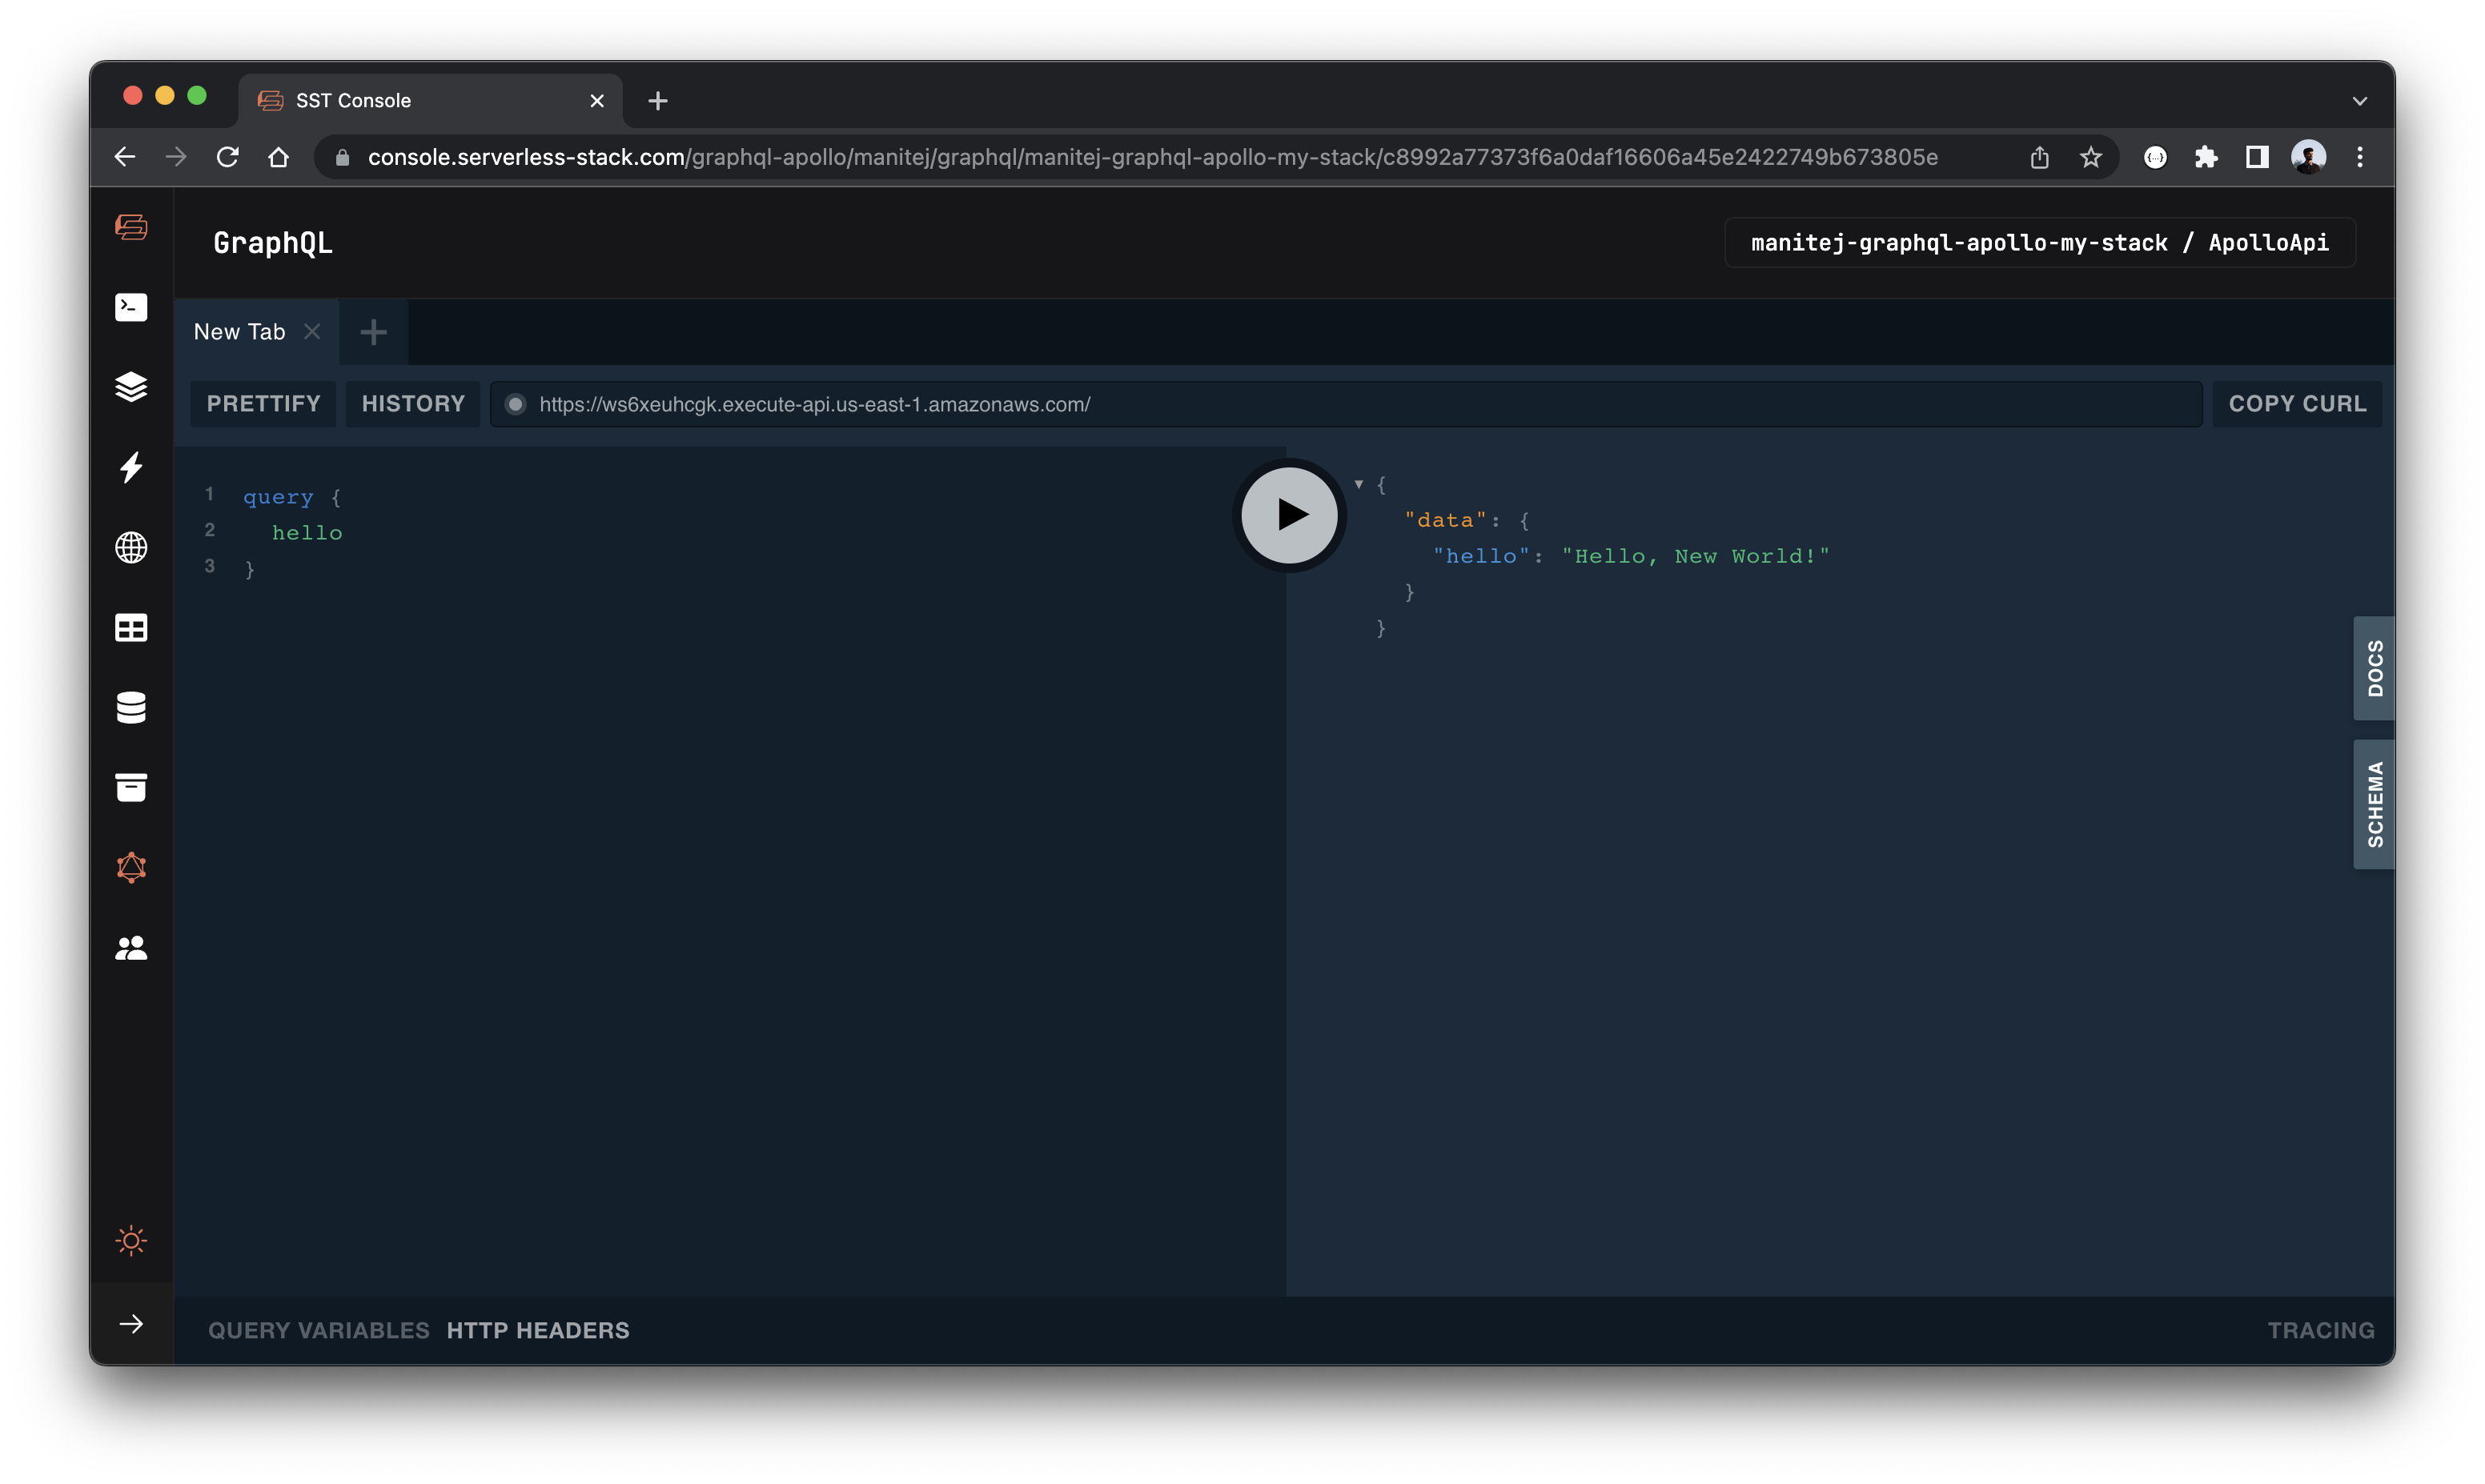 SST Console
console.serverless-stack.com/graphql-apollo/manitej/graphql/manitej-graphql-apollo-my-stack/c8992a77373f6a0daf16606a45e2422749b673805e
GraphQL
manitej-graphql-apollo-my-stack / ApolloApi
New Tab
PRETTIFY
HISTORY
https://ws6xeuhcgk.execute-api.us-east-1.amazonaws.com/
COPY CURL
1 query {
2 hello
3 }
{
"data": {
"hello": "Hello, New World!"
}
}
DOCS
SCHEMA
QUERY VARIABLES
HTTP HEADERS
TRACING